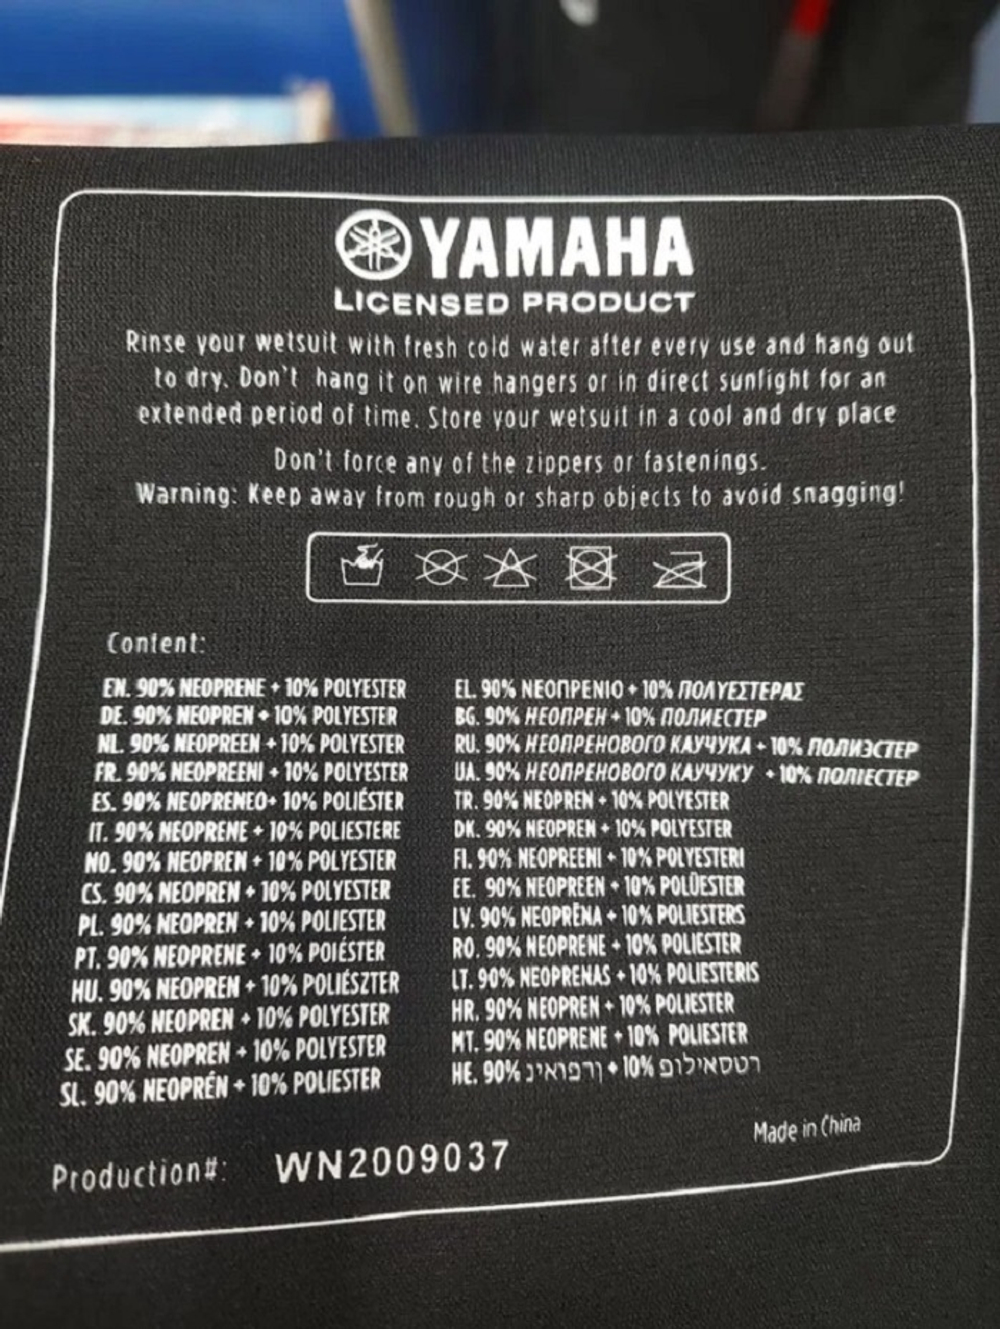 YAMAHA
LICENSED PRODUCT
Rinse your wetsuit with fresh cold water after every use and hang out
to dry. Don't hang it on wire hangers or in direct sunlight for an
extended period of time. Store your wetsuit in a cool and dry place
Don't force any of the zippers or fastenings.
Warning: Keep away from rough or sharp objects to avoid snagging!
Content:
EN. 90% NEOPRENE + 10% POLYESTER
DE. 90% NEOPREN + 10% POLYESTER
NL. 90% NEOPREEN + 10% POLYESTER
FR. 90% NEOPREENI + 10% POLYESTER
ES. 90% NEOPRENEO+ 10% POLIÉSTER
IT. 90% NEOPRENE + 10% POLIESTERE
NO. 90% NEOPREN + 10% POLYESTER
CS. 90% NEOPREN + 10% POLYESTER
PL. 90% NEOPREN + 10% POLIESTER
PT. 90% NEOPRENE + 10% POIÉSTER
HU. 90% NEOPREN + 10% POLIÉSZTER
SK. 90% NEOPREN + 10% POLYESTER
SE. 90% NEOPREN + 10% POLYESTER
SL. 90% NEOPRÉN + 10% POLIESTER
EL. 90% ΝΕΟΠΡΕΝΙΟ + 10% ΠΟΛΥΕΣΤΕΡΑΣ
BG. 90% НЕОПРЕН + 10% ПОЛИЕСТЕР
RU. 90% НЕОПРЕНОВОГО КАУЧУКА + 10% ПОЛИЭСТЕР
UA. 90% НЕОПРЕНОВОГО КАУЧУКУ + 10% ПОЛІЕСТЕР
TR. 90% NEOPREN + 10% POLYESTER
DK. 90% NEOPREN + 10% POLYESTER
FI. 90% NEOPREENI + 10% POLYESTERI
EE. 90% NEOPREEN + 10% POLÜESTER
LV. 90% NEOPRĒNA + 10% POLIESTERS
RO. 90% NEOPRENE + 10% POLIESTER
LT. 90% NEOPRENAS + 10% POLIESTERIS
HR. 90% NEOPREN + 10% POLIESTER
MT. 90% NEOPRENE + 10% POLIESTER
HE. 90% + 10%
Made in China
Production#: WN2009037